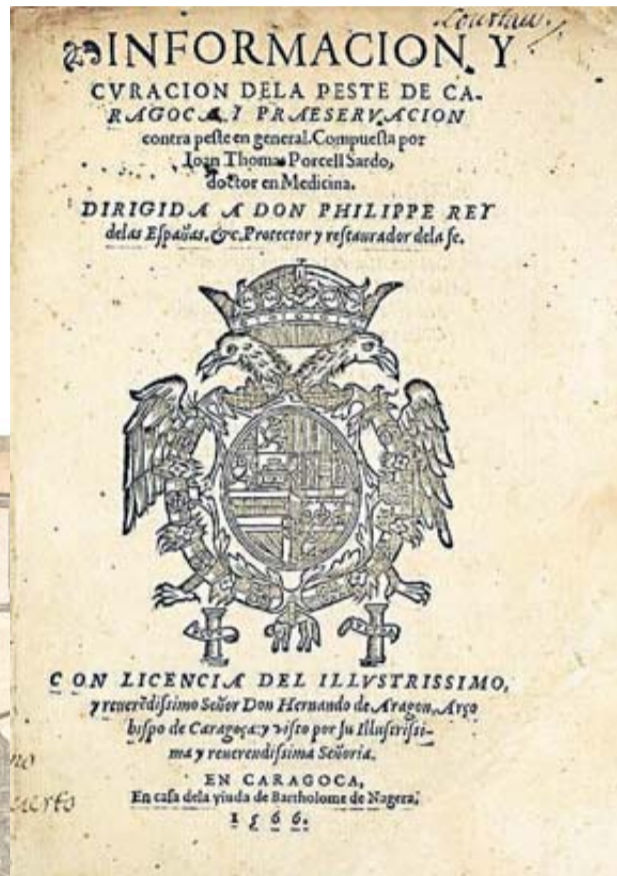 INFORMACION Y
CVRACION DELA PESTE DE CA-
RAGOCA, Y PRAESERVACION
contra peſte en general. Compueſta por
Ioan Thomas Porcell Sardo,
doctor en Medicina.
DIRIGIDA A DON PHILIPPE REY
delas Eſpañas. &c. Protector y reſtaurador dela fe.
CON LICENCIA DEL ILLVSTRISSIMO,
y reuerẽdiſsimo Señor Don Hernando de Aragon, Arço
biſpo de Caragoça: y viſto por ſu Illuſtriſsi-
ma y reuerendiſsima Señoria.
EN CARAGOCA,
En caſa dela viuda de Bartholome de Nagera,
1566.